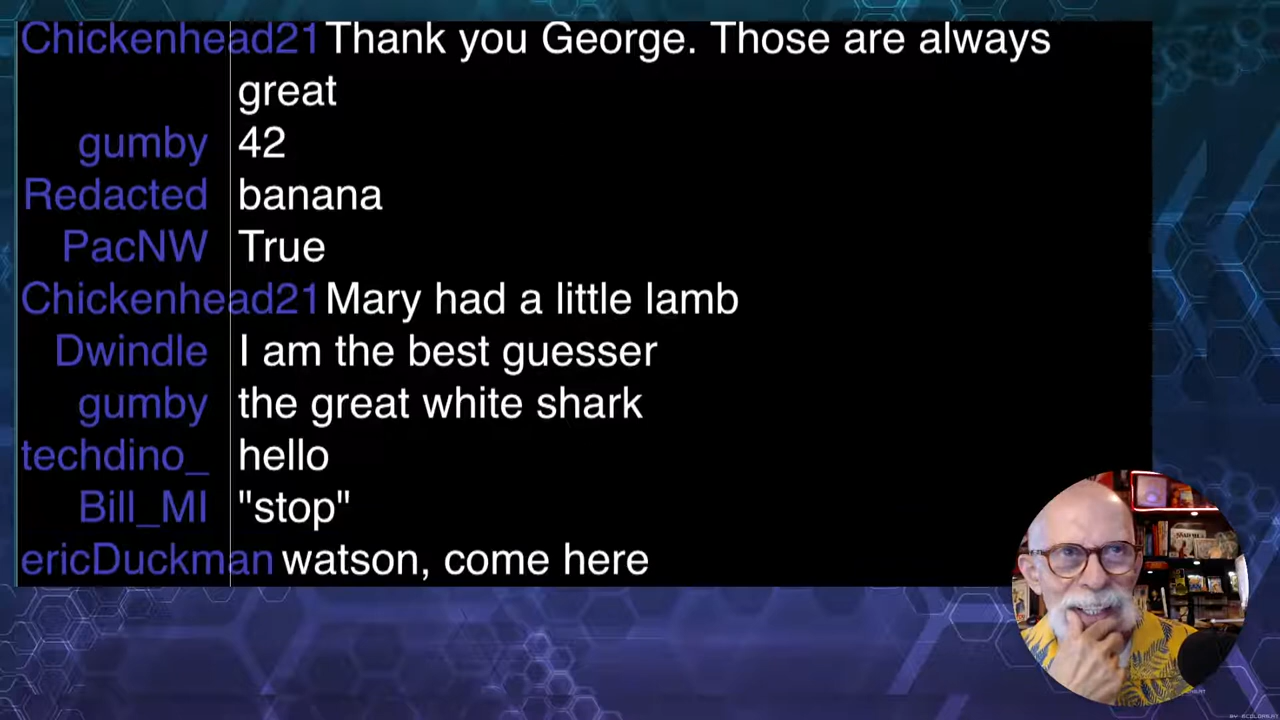 Chickenhead21 Thank you George. Those are always
great
gumby 42
Redacted banana
PacNW True
Chickenhead21 Mary had a little lamb
Dwindle I am the best guesser
gumby the great white shark
techdino_ hello
Bill_MI "stop"
ericDuckman watson, come here